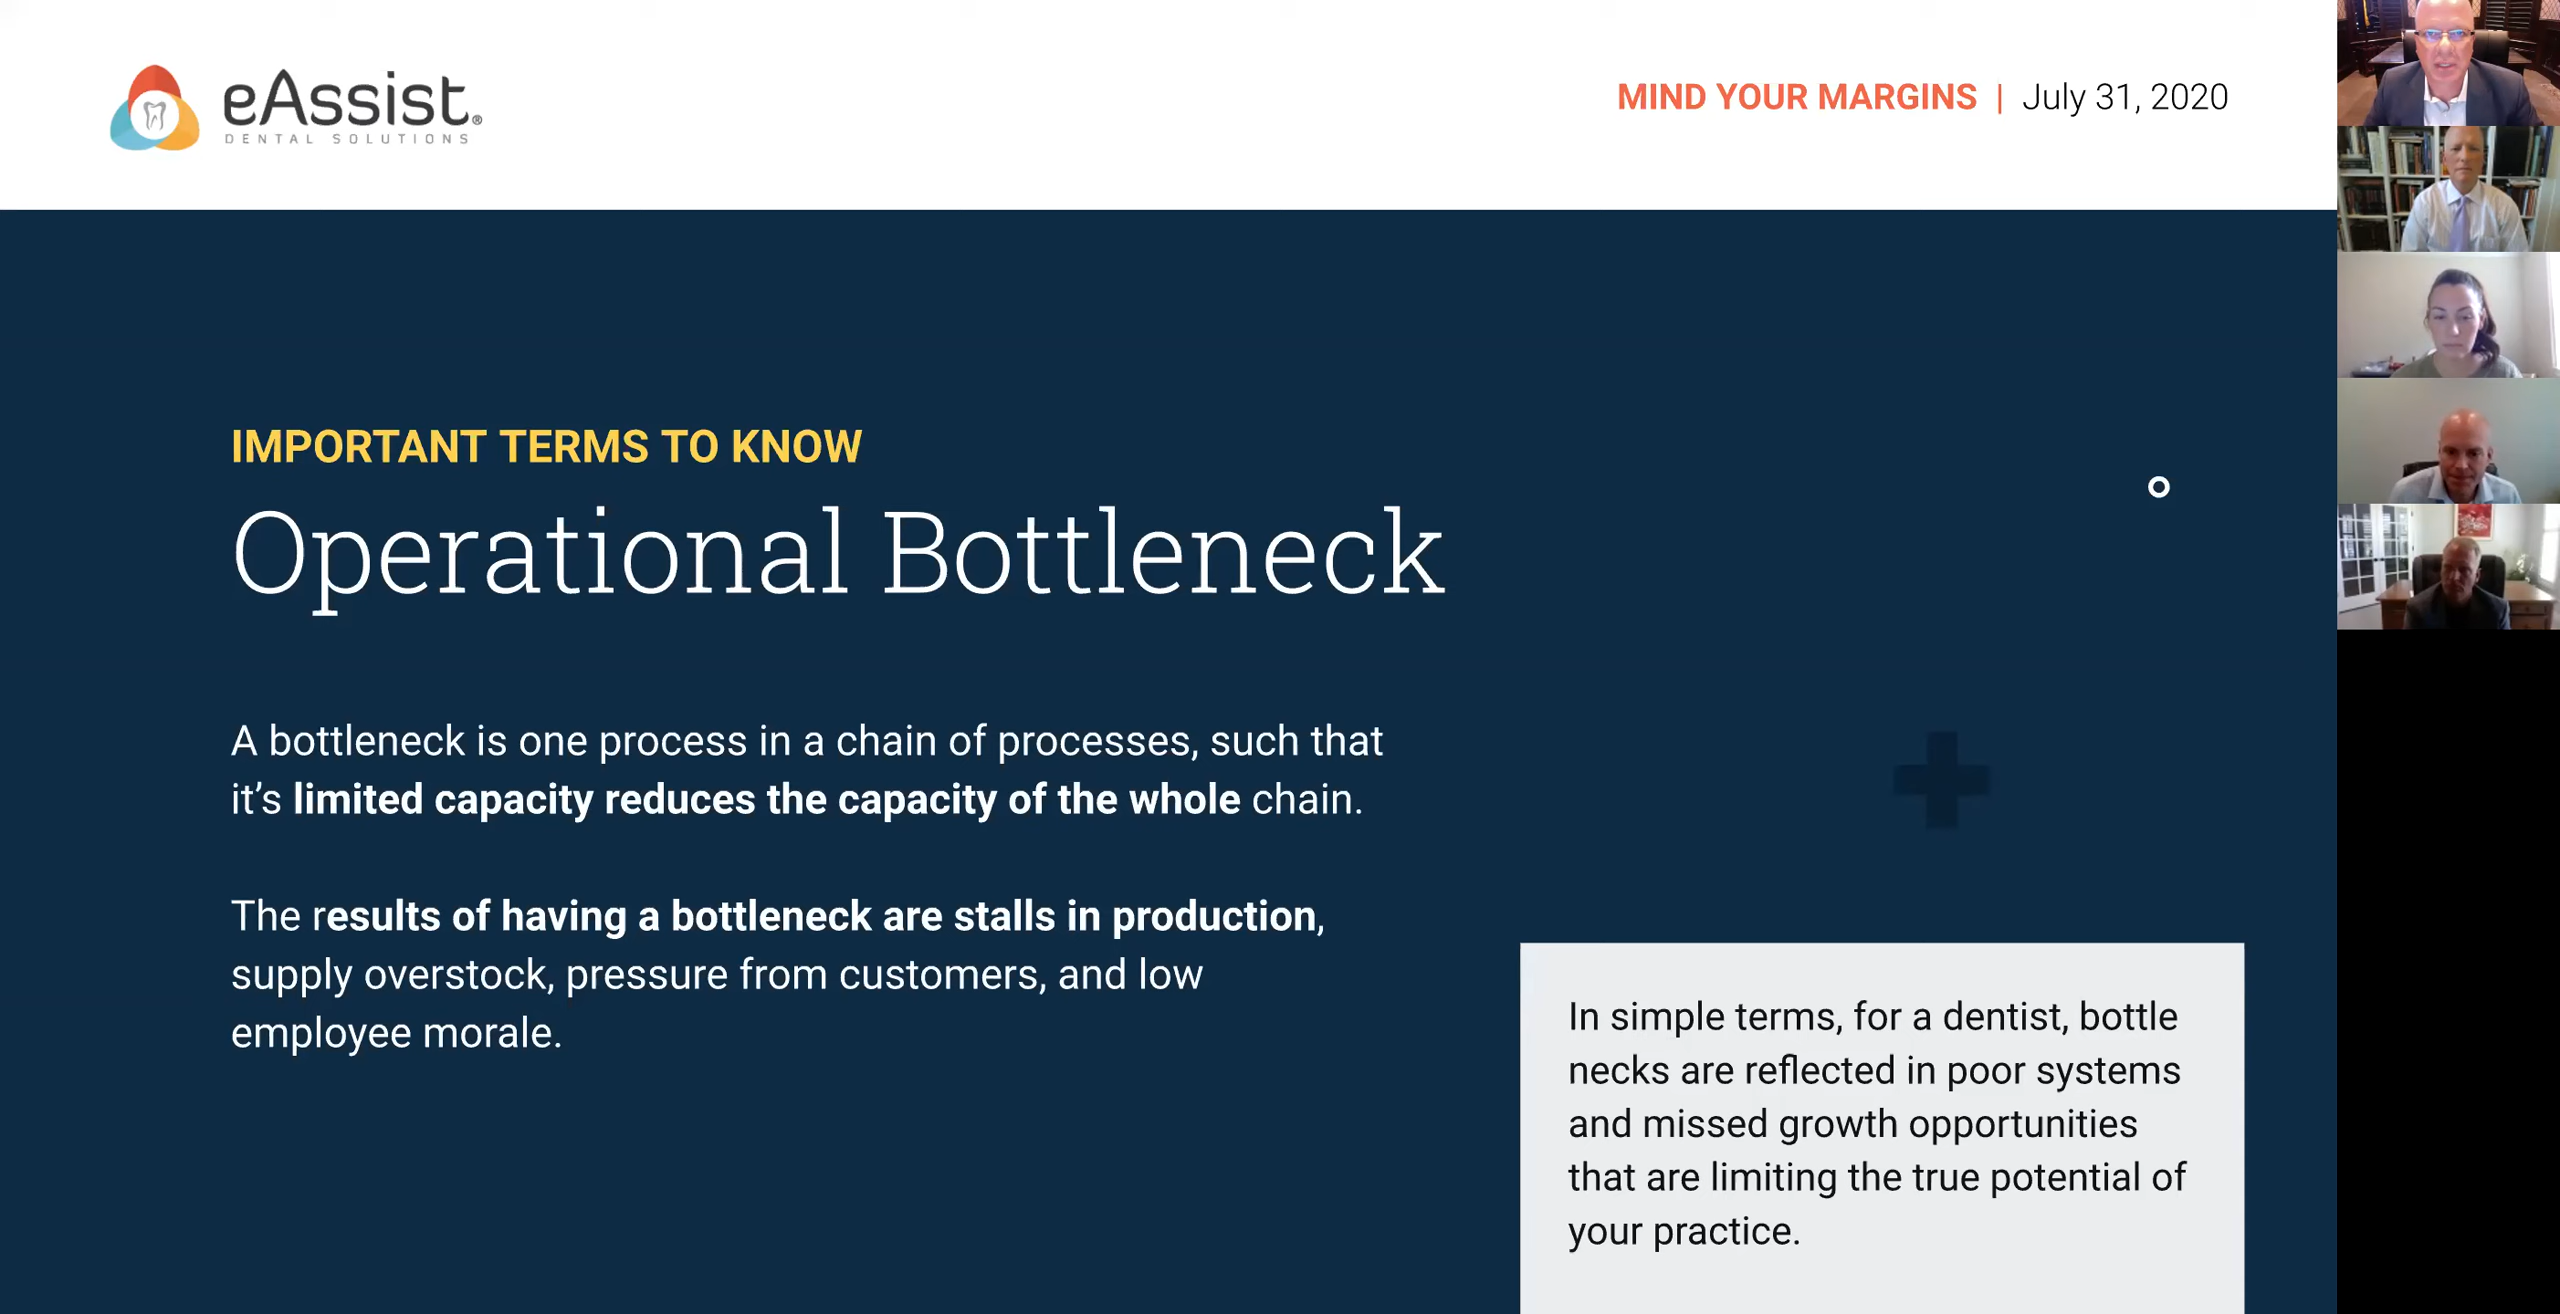 eAssist®
DENTAL SOLUTIONS
MIND YOUR MARGINS | July 31, 2020
IMPORTANT TERMS TO KNOW
Operational Bottleneck
A bottleneck is one process in a chain of processes, such that
it’s limited capacity reduces the capacity of the whole chain.
The results of having a bottleneck are stalls in production,
supply overstock, pressure from customers, and low
employee morale.
In simple terms, for a dentist, bottle
necks are reflected in poor systems
and missed growth opportunities
that are limiting the true potential of
your practice.